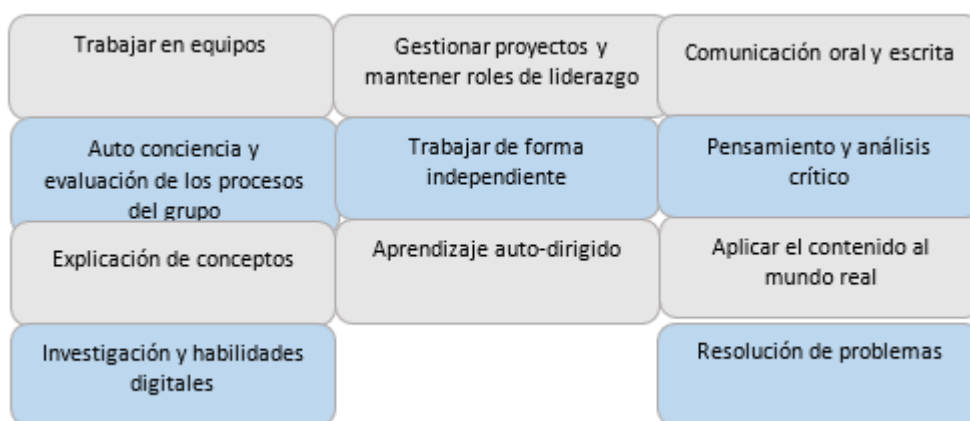 Trabajar en equipos
Gestionar proyectos y
mantener roles de liderazgo
Comunicación oral y escrita
Auto conciencia y
evaluación de los procesos
del grupo
Trabajar de forma
independiente
Pensamiento y análisis
crítico
Explicación de conceptos
Aprendizaje auto-dirigido
Aplicar el contenido al
mundo real
Investigación y habilidades
digitales
Resolución de problemas